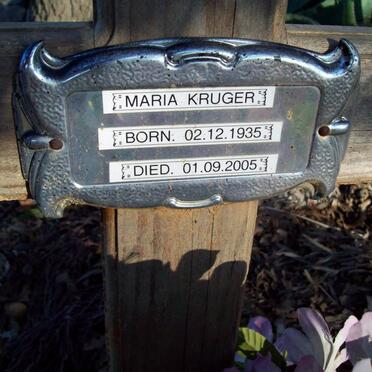 MARIA KRUGER
BORN. 02.12.1935
DIED. 01.09.2005